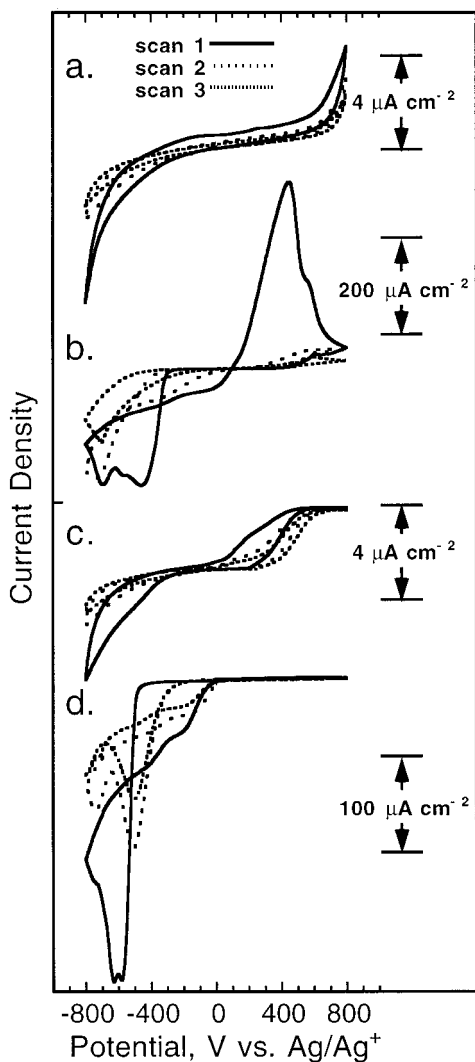 scan 1
scan 2
scan 3
a.
4 μA cm-2
200 μA cm-2
b.
c.
4 μA cm-2
d.
100 μA cm-2
Current Density
-800 -400 0 400 800
Potential, V vs. Ag/Ag+